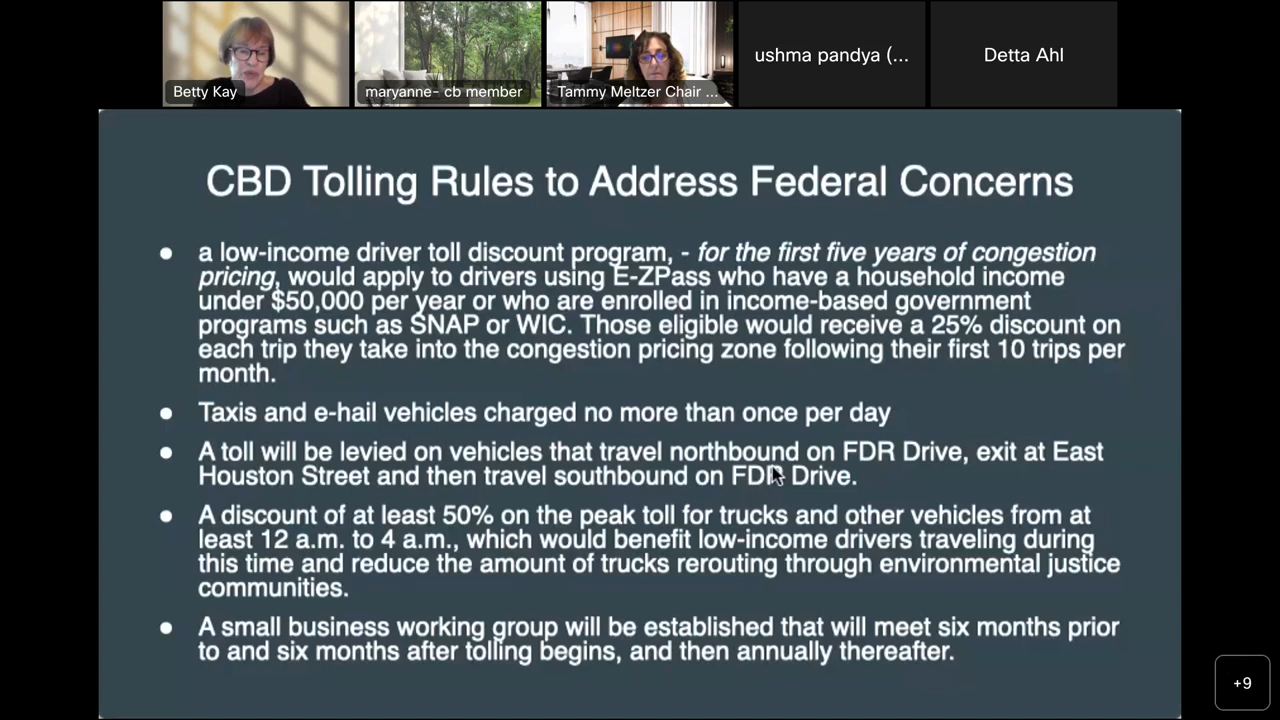 Betty Kay
maryanne- cb member
Tammy Meltzer Chair ...
ushma pandya (...
Detta Ahl
CBD Tolling Rules to Address Federal Concerns
● a low-income driver toll discount program, - for the first five years of congestion
pricing, would apply to drivers using E-ZPass who have a household income
under $50,000 per year or who are enrolled in income-based government
programs such as SNAP or WIC. Those eligible would receive a 25% discount on
each trip they take into the congestion pricing zone following their first 10 trips per
month.
● Taxis and e-hail vehicles charged no more than once per day
● A toll will be levied on vehicles that travel northbound on FDR Drive, exit at East
Houston Street and then travel southbound on FDR Drive.
● A discount of at least 50% on the peak toll for trucks and other vehicles from at
least 12 a.m. to 4 a.m., which would benefit low-income drivers traveling during
this time and reduce the amount of trucks rerouting through environmental justice
communities.
● A small business working group will be established that will meet six months prior
to and six months after tolling begins, and then annually thereafter.
+9